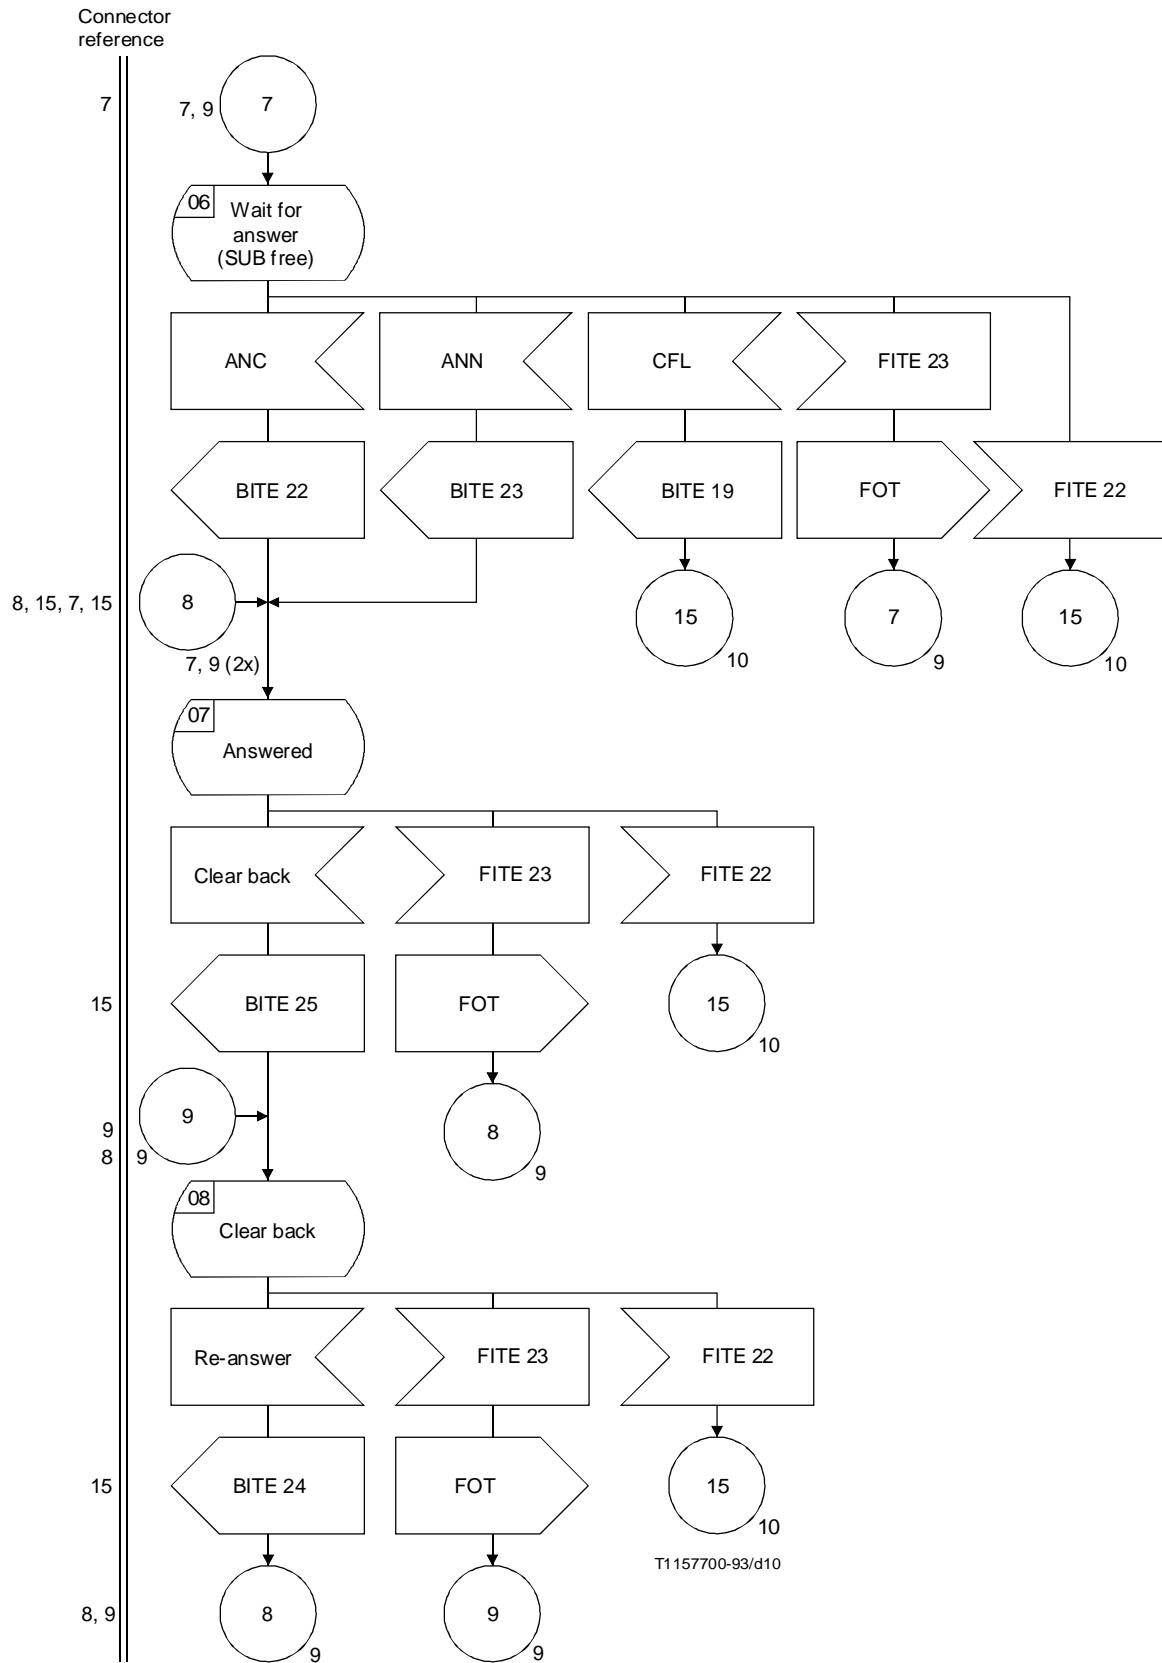 Connector
reference
7
7, 9
7
06
Wait for
answer
(SUB free)
ANC
ANN
CFL
FITE 23
BITE 22
BITE 23
BITE 19
FOT
FITE 22
8, 15, 7, 15
8
15
7
15
7, 9 (2x)
10
9
10
07
Answered
Clear back
FITE 23
FITE 22
15
BITE 25
FOT
15
10
9
9
8
8
9
9
08
Clear back
Re-answer
FITE 23
FITE 22
15
BITE 24
FOT
15
10
T1157700-93/d10
8, 9
8
9
9
9